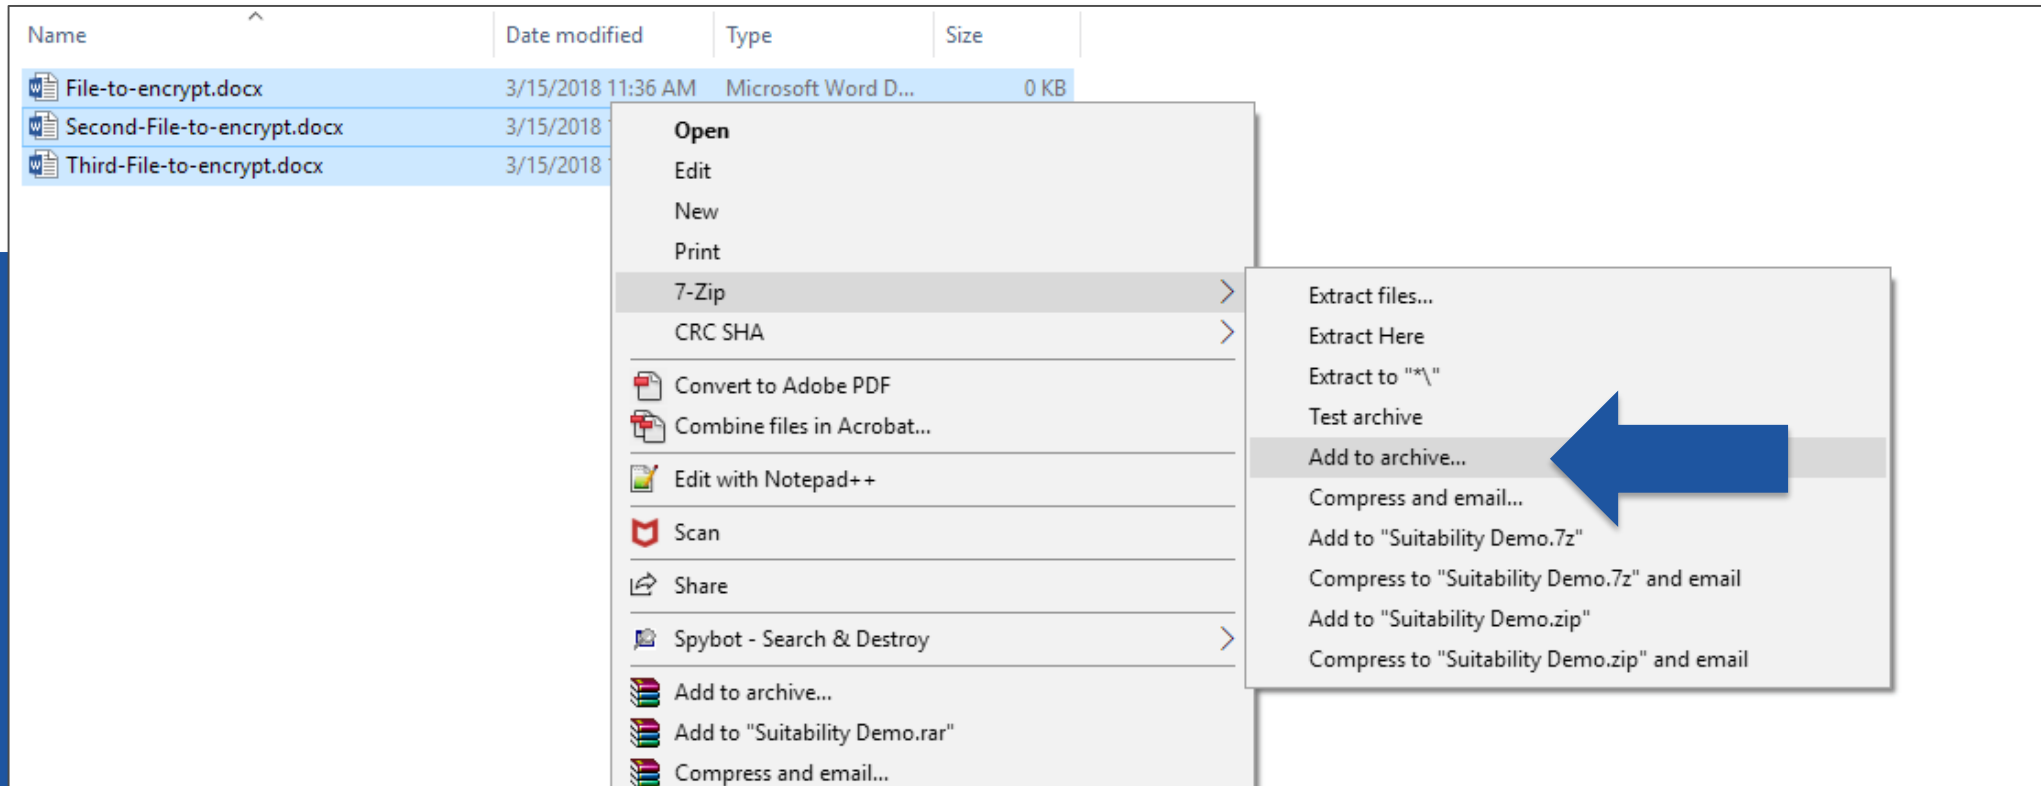 Name Date modified Type Size
File-to-encrypt.docx 3/15/2018 11:36 AM Microsoft Word D... 0 KB
Second-File-to-encrypt.docx 3/15/2018
Third-File-to-encrypt.docx 3/15/2018
Open
Edit
New
Print
7-Zip
CRC SHA
Convert to Adobe PDF
Combine files in Acrobat...
Edit with Notepad++
Scan
Share
Spybot - Search & Destroy
Add to archive...
Add to "Suitability Demo.rar"
Compress and email...
Extract files...
Extract Here
Extract to "*\"
Test archive
Add to archive...
Compress and email...
Add to "Suitability Demo.7z"
Compress to "Suitability Demo.7z" and email
Add to "Suitability Demo.zip"
Compress to "Suitability Demo.zip" and email